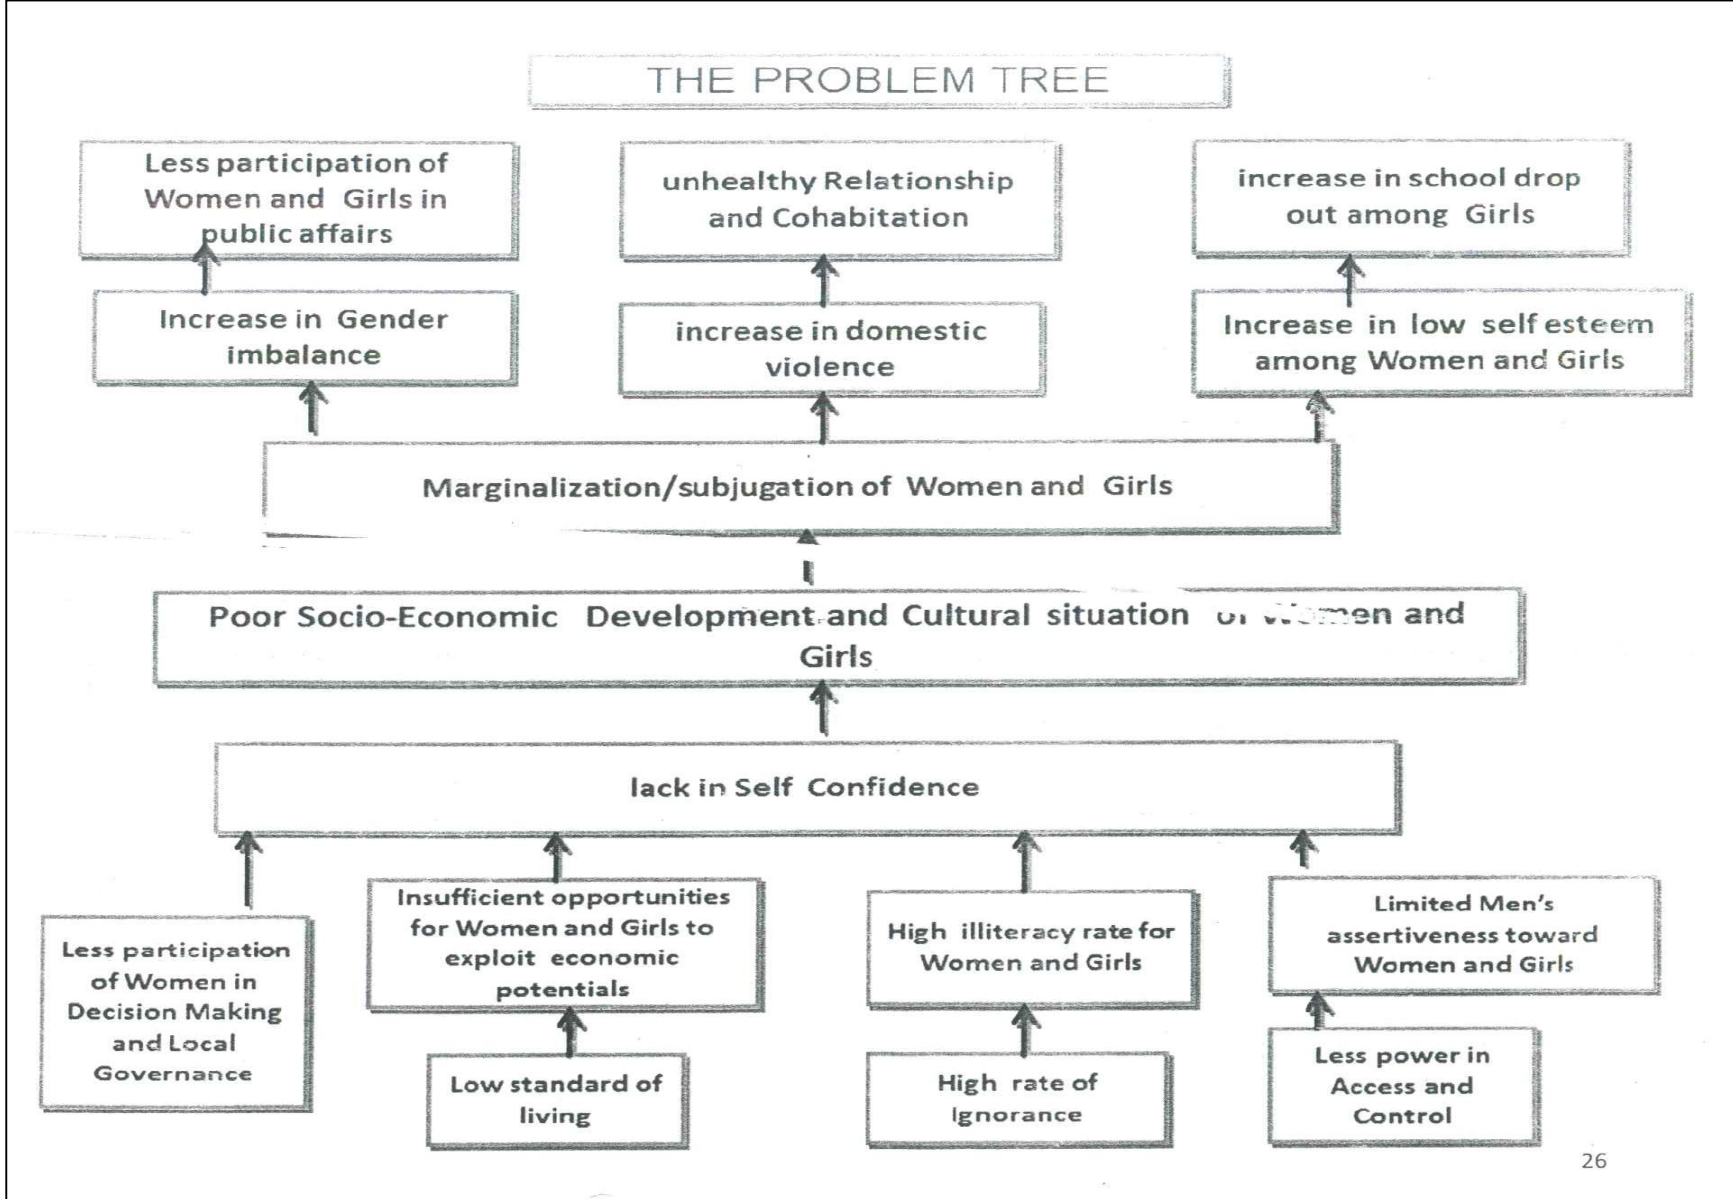 THE PROBLEM TREE
Less participation of
Women and Girls in
public affairs
unhealthy Relationship
and Cohabitation
increase in school drop
out among Girls
Increase in Gender
imbalance
increase in domestic
violence
Increase in low self esteem
among Women and Girls
Marginalization/subjugation of Women and Girls
Poor Socio-Economic Development and Cultural situation of Women and
Girls
lack in Self Confidence
Less participation
of Women in
Decision Making
and Local
Governance
Insufficient opportunities
for Women and Girls to
exploit economic
potentials
High illiteracy rate for
Women and Girls
Limited Men's
assertiveness toward
Women and Girls
Low standard of
living
High rate of
Ignorance
Less power in
Access and
Control
26